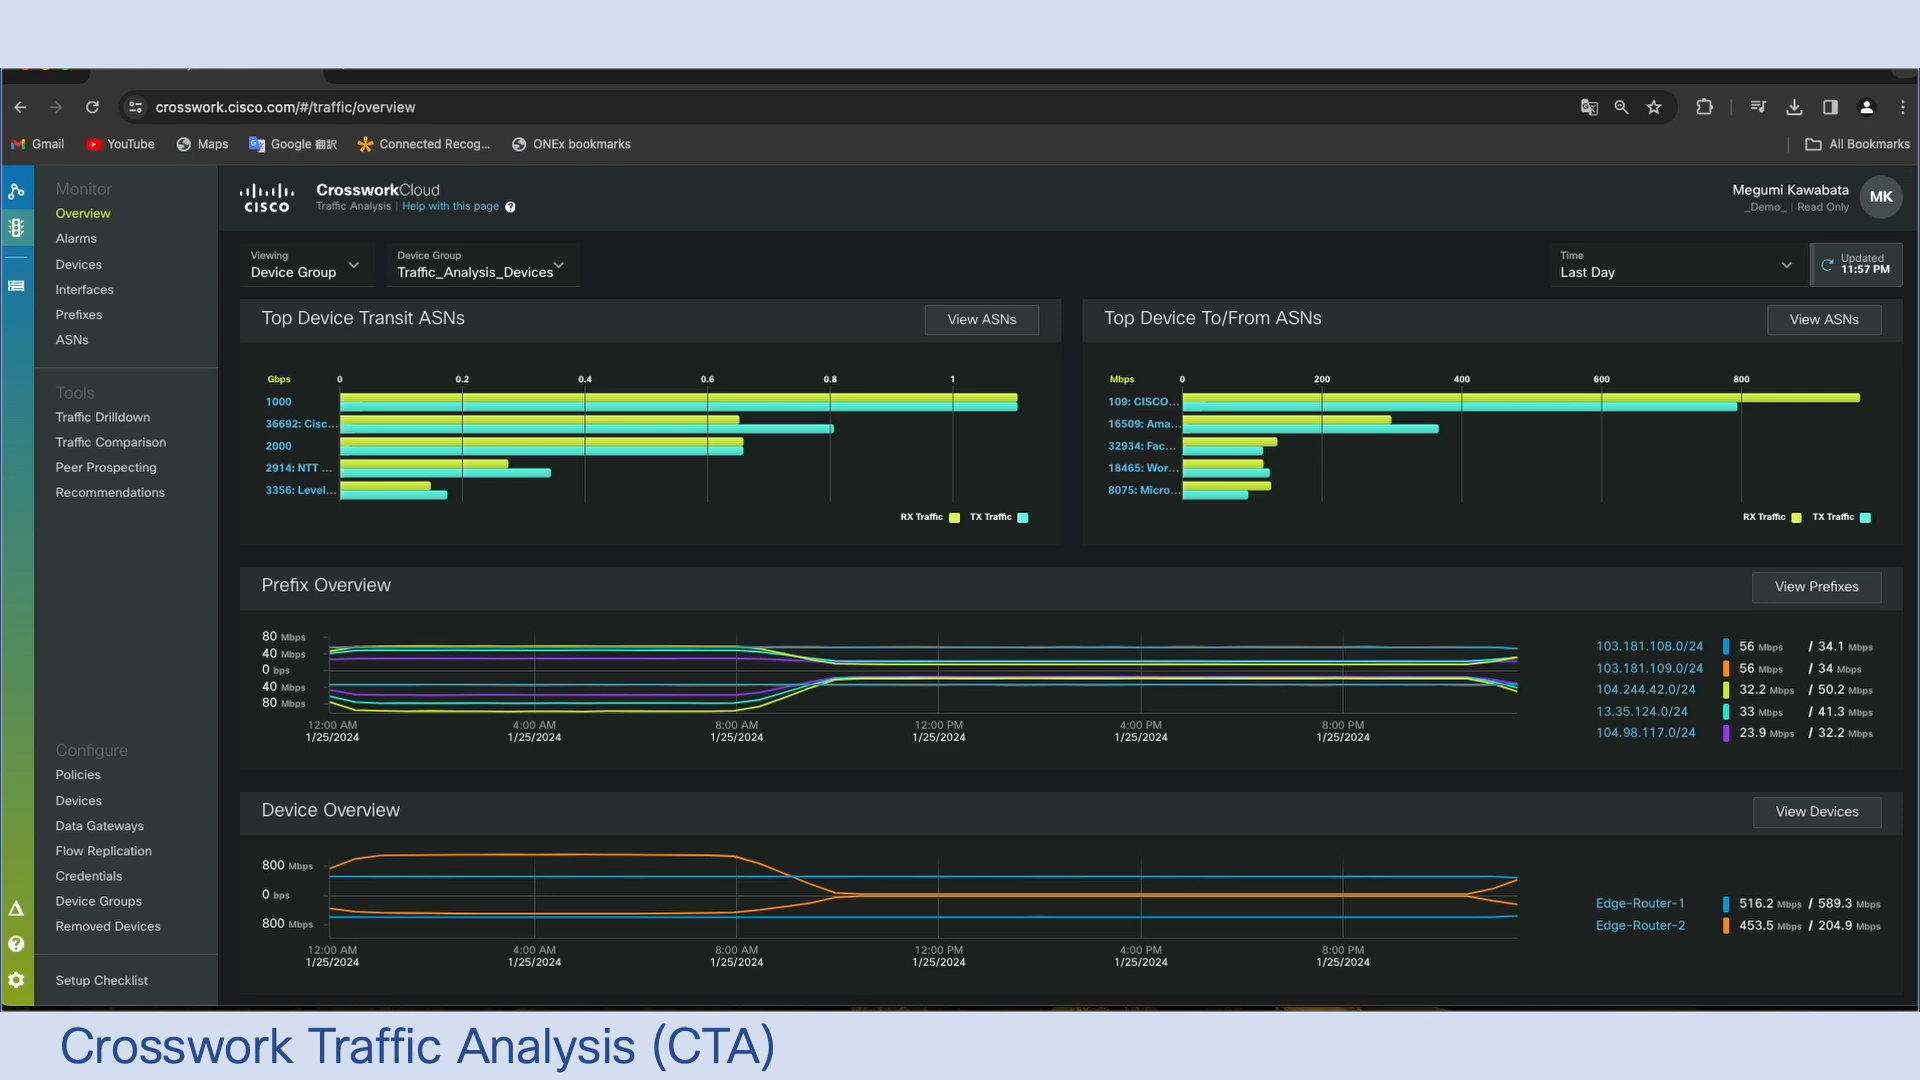 crosswork.cisco.com/#/traffic/overview
Gmail YouTube Maps Google 翻訳 Connected Recog... ONEx bookmarks All Bookmarks
Monitor
Overview
Alarms
Devices
Interfaces
Prefixes
ASNs
Tools
Traffic Drilldown
Traffic Comparison
Peer Prospecting
Recommendations
Configure
Policies
Devices
Data Gateways
Flow Replication
Credentials
Device Groups
Removed Devices
Setup Checklist
CISCO
CrossworkCloud
Traffic Analysis | Help with this page ?
Megumi Kawabata
_Demo_ | Read Only
MK
Viewing
Device Group
Device Group
Traffic_Analysis_Devices
Time
Last Day
Updated
11:57 PM
Top Device Transit ASNs
View ASNs
Gbps 0 0.2 0.4 0.6 0.8 1
1000
36692: Cisc...
2000
2914: NTT ...
3356: Level...
RX Traffic TX Traffic
Top Device To/From ASNs
View ASNs
Mbps 0 200 400 600 800
109: CISCO...
16509: Ama...
32934: Fac...
18465: Wor...
8075: Micro...
RX Traffic TX Traffic
Prefix Overview
View Prefixes
80 Mbps
40 Mbps
0 bps
40 Mbps
80 Mbps
12:00 AM 4:00 AM 8:00 AM 12:00 PM 4:00 PM 8:00 PM
1/25/2024 1/25/2024 1/25/2024 1/25/2024 1/25/2024 1/25/2024
103.181.108.0/24 56 Mbps / 34.1 Mbps
103.181.109.0/24 56 Mbps / 34 Mbps
104.244.42.0/24 32.2 Mbps / 50.2 Mbps
13.35.124.0/24 33 Mbps / 41.3 Mbps
104.98.117.0/24 23.9 Mbps / 32.2 Mbps
Device Overview
View Devices
800 Mbps
0 bps
800 Mbps
12:00 AM 4:00 AM 8:00 AM 12:00 PM 4:00 PM 8:00 PM
1/25/2024 1/25/2024 1/25/2024 1/25/2024 1/25/2024 1/25/2024
Edge-Router-1 516.2 Mbps / 589.3 Mbps
Edge-Router-2 453.5 Mbps / 204.9 Mbps
Crosswork Traffic Analysis (CTA)